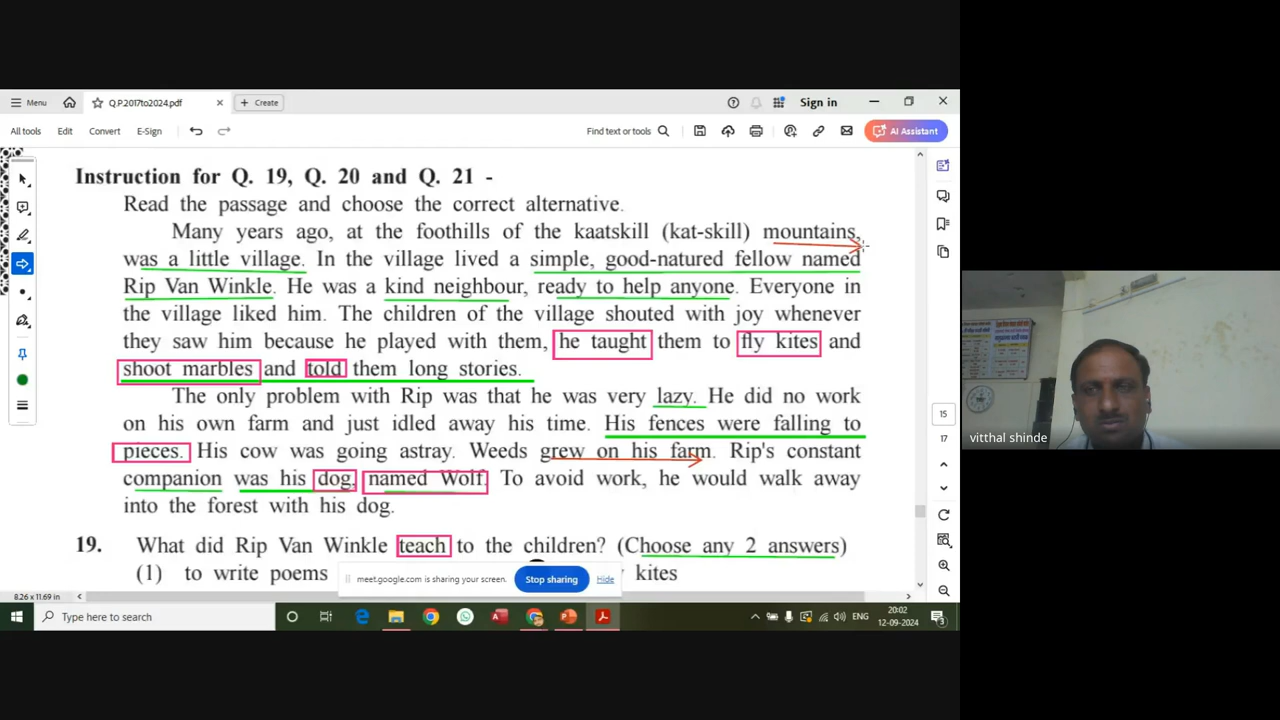 Menu
Q.P.2017to2024.pdf
Create
Sign in
All tools
Edit
Convert
E-Sign
Find text or tools
AI Assistant
Instruction for Q. 19, Q. 20 and Q. 21 -
Read the passage and choose the correct alternative.
Many years ago, at the foothills of the kaatskill (kat-skill) mountains,
was a little village. In the village lived a simple, good-natured fellow named
Rip Van Winkle. He was a kind neighbour, ready to help anyone. Everyone in
the village liked him. The children of the village shouted with joy whenever
they saw him because he played with them, he taught them to fly kites and
shoot marbles and told them long stories.
The only problem with Rip was that he was very lazy. He did no work
on his own farm and just idled away his time. His fences were falling to
pieces. His cow was going astray. Weeds grew on his farm. Rip's constant
companion was his dog, named Wolf. To avoid work, he would walk away
into the forest with his dog.
19. What did Rip Van Winkle teach to the children? (Choose any 2 answers)
(1) to write poems
kites
meet.google.com is sharing your screen.
Stop sharing
Hide
15
17
vitthal shinde
8.26 x 11.69 in
Type here to search
ENG
20:02
12-09-2024
3